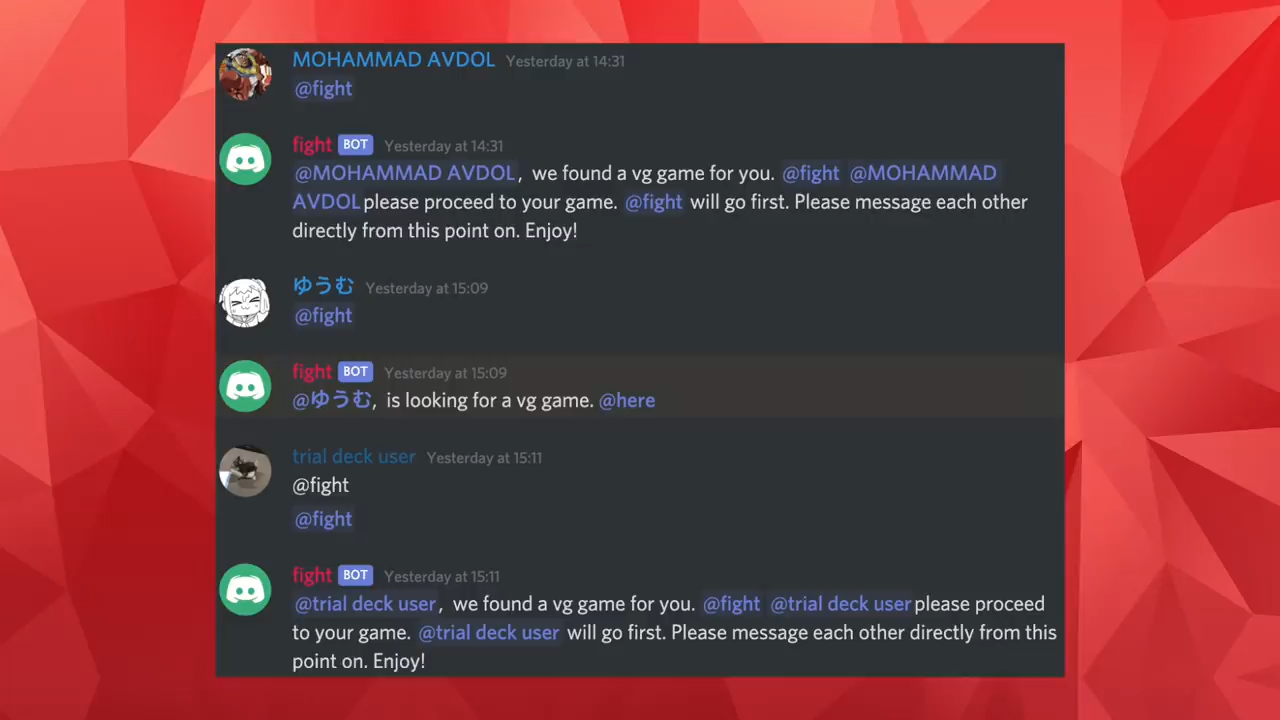 MOHAMMAD AVDOL Yesterday at 14:31
@fight
fight BOT Yesterday at 14:31
@MOHAMMAD AVDOL, we found a vg game for you. @fight @MOHAMMAD
AVDOL please proceed to your game. @fight will go first. Please message each other
directly from this point on. Enjoy!
ゆうむ Yesterday at 15:09
@fight
fight BOT Yesterday at 15:09
@ゆうむ, is looking for a vg game. @here
trial deck user Yesterday at 15:11
@fight
@fight
fight BOT Yesterday at 15:11
@trial deck user, we found a vg game for you. @fight @trial deck user please proceed
to your game. @trial deck user will go first. Please message each other directly from this
point on. Enjoy!